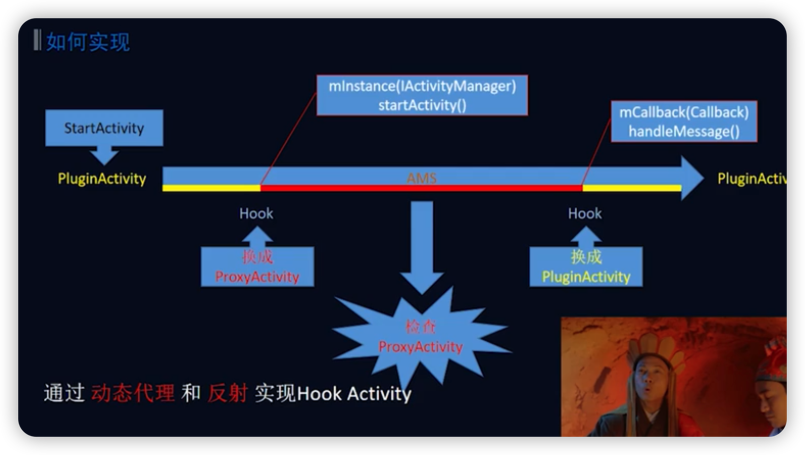 如何实现
mInstance(IActivityManager)
startActivity()
mCallback(Callback)
handleMessage()
StartActivity
PluginActivity
AMS
PluginActiv
Hook
Hook
换成
ProxyActivity
换成
PluginActivity
检查
ProxyActivity
通过 动态代理 和 反射 实现Hook Activity